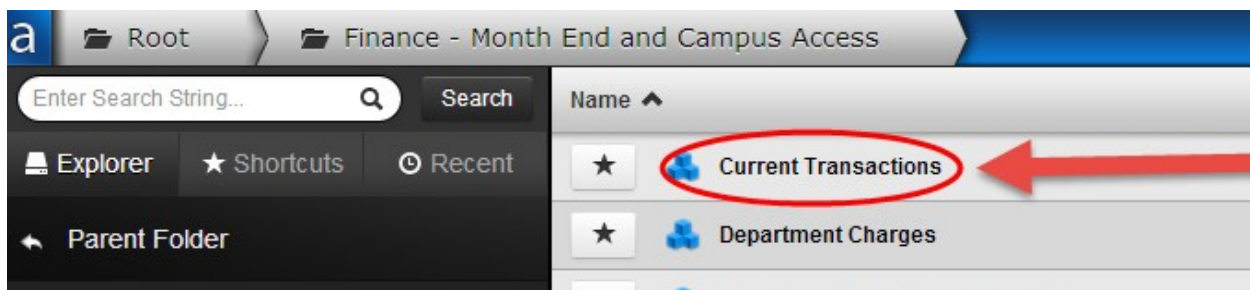 a Root Finance - Month End and Campus Access
Enter Search String... Search
Name
Explorer Shortcuts Recent
Current Transactions
Parent Folder
Department Charges